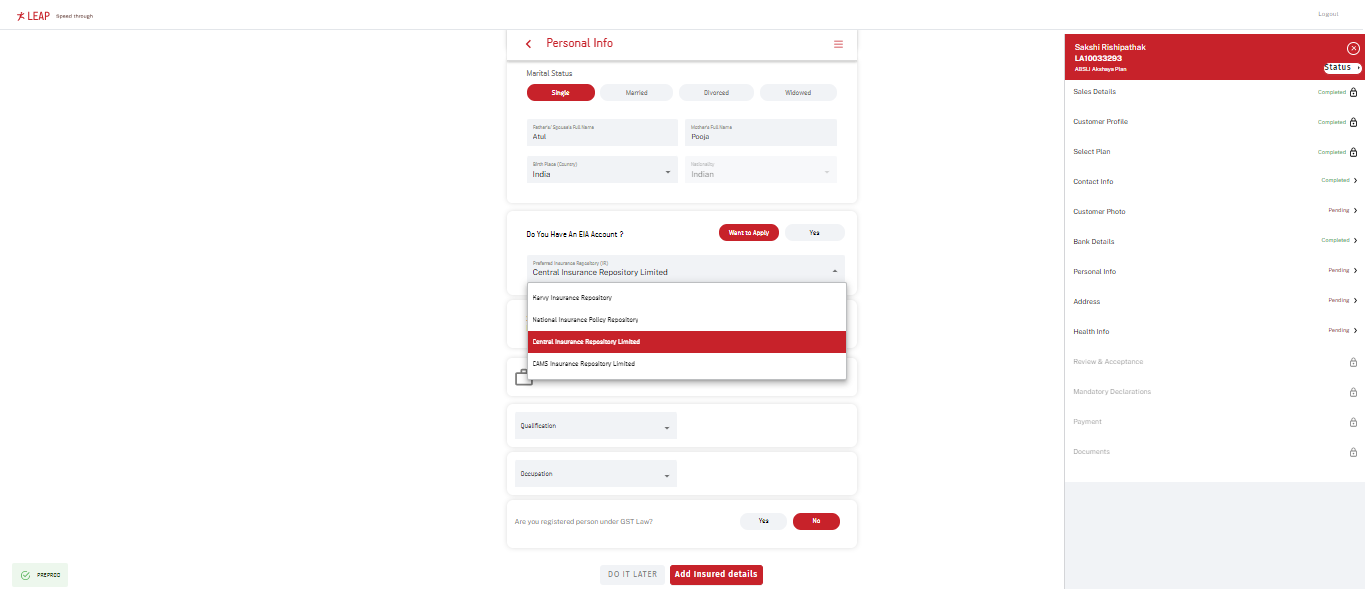 LEAP Speed through
Logout
Personal Info
Marital Status
Single Married Divorced Widowed
Father's/ Spouse's Full Name
Atul
Mother's Full Name
Pooja
Birth Place (Country)
India
Nationality
Indian
Do You Have An EIA Account ?
Want to Apply Yes
Preferred Insurance Repository (IR)
Central Insurance Repository Limited
Karvy Insurance Repository
National Insurance Policy Repository
Central Insurance Repository Limited
CAMS Insurance Repository Limited
Qualification
Occupation
Are you registered person under GST Law?
Yes No
DO IT LATER Add Insured details
PREPROD
Sakshi Rishipathak
LA10033293
ABSLI Akshaya Plan
Status
Sales Details Completed
Customer Profile Completed
Select Plan Completed
Contact Info Completed
Customer Photo Pending
Bank Details Completed
Personal Info Pending
Address Pending
Health Info Pending
Review & Acceptance
Mandatory Declarations
Payment
Documents